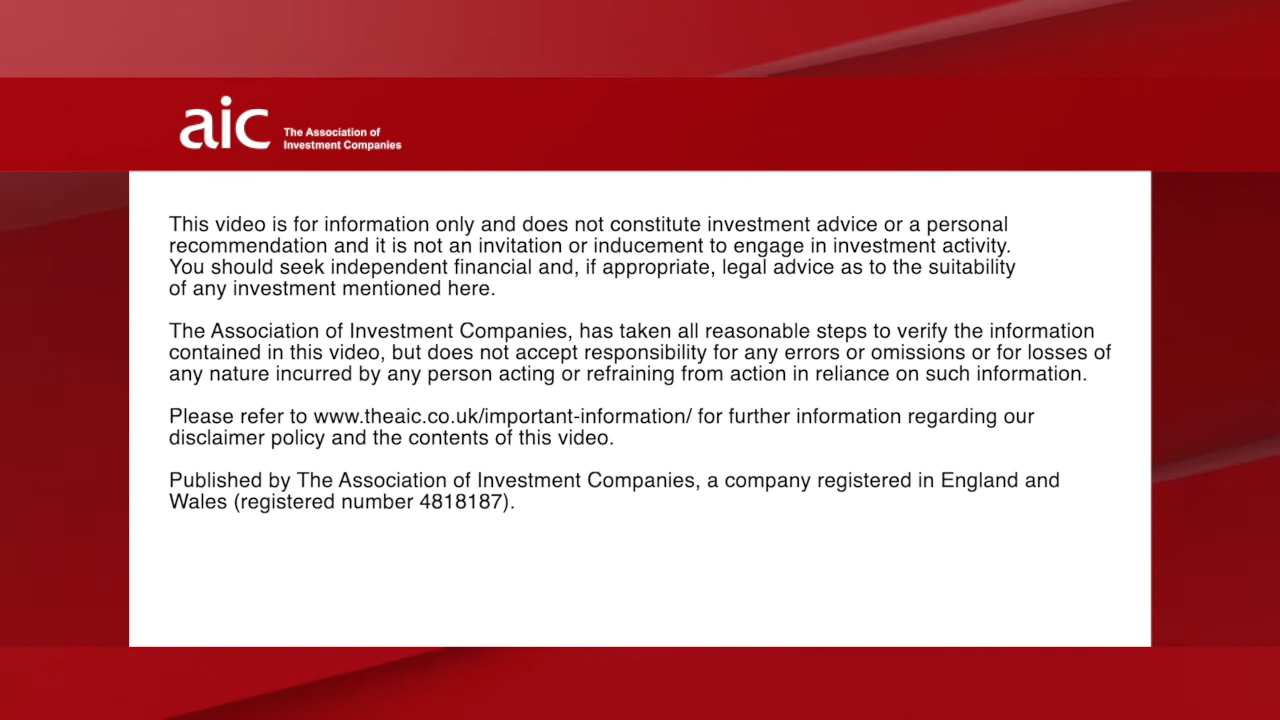 aic
The Association of
Investment Companies
This video is for information only and does not constitute investment advice or a personal
recommendation and it is not an invitation or inducement to engage in investment activity.
You should seek independent financial and, if appropriate, legal advice as to the suitability
of any investment mentioned here.
The Association of Investment Companies, has taken all reasonable steps to verify the information
contained in this video, but does not accept responsibility for any errors or omissions or for losses of
any nature incurred by any person acting or refraining from action in reliance on such information.
Please refer to www.theaic.co.uk/important-information/ for further information regarding our
disclaimer policy and the contents of this video.
Published by The Association of Investment Companies, a company registered in England and
Wales (registered number 4818187).